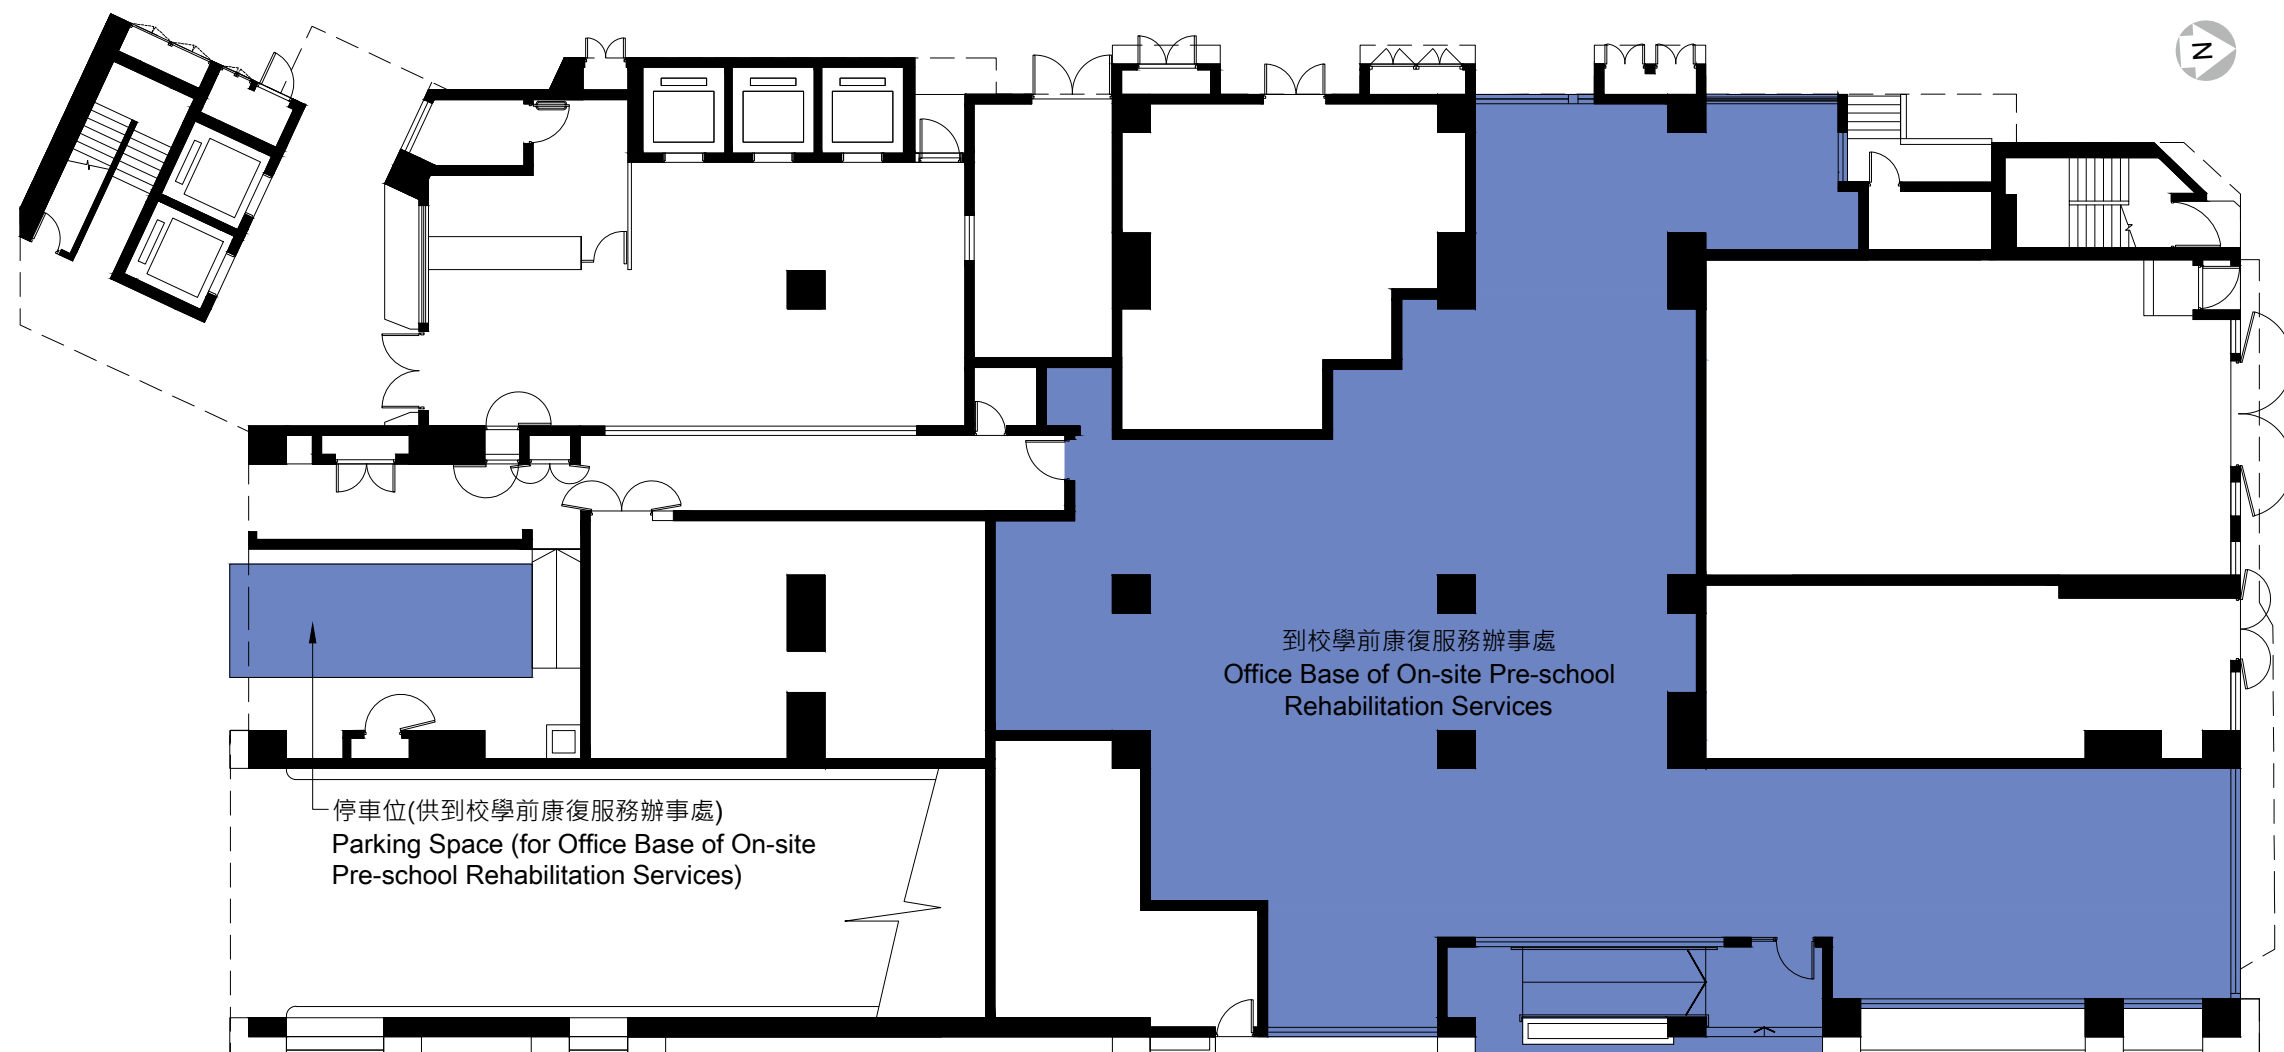 N
到校學前康復服務辦事處
Office Base of On-site Pre-school
Rehabilitation Services
停車位(供到校學前康復服務辦事處)
Parking Space (for Office Base of On-site
Pre-school Rehabilitation Services)